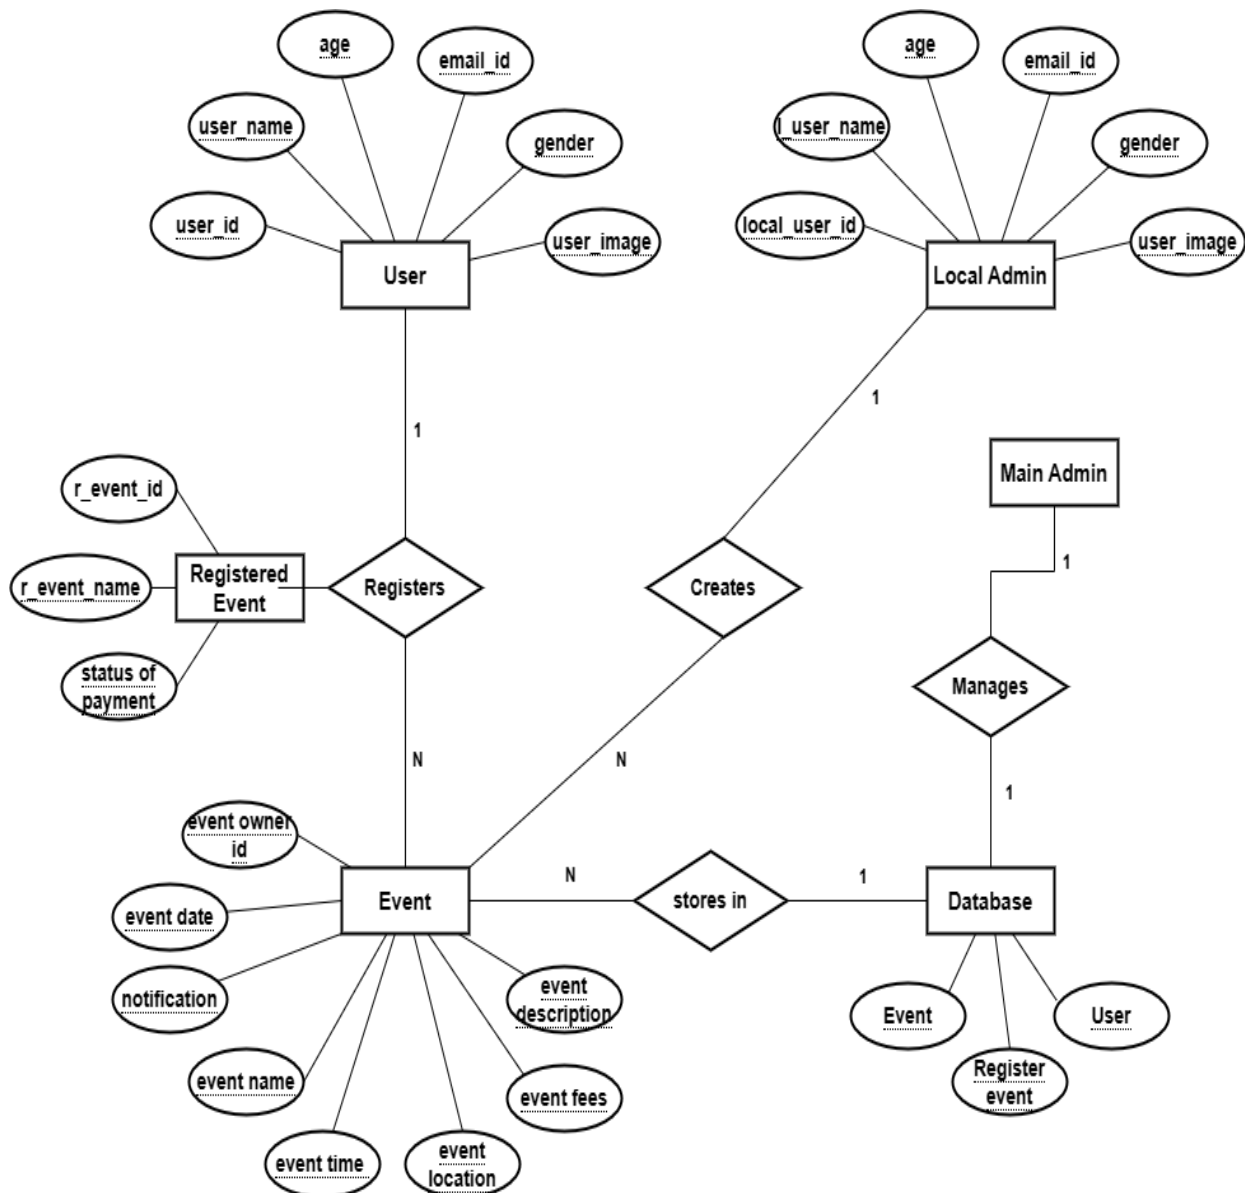 age
email_id
user_name
gender
user_id
user_image
User
age
email_id
l_user_name
gender
local_user_id
user_image
Local Admin
1
1
Main Admin
r_event_id
1
Registered
Event
r_event_name
Registers
Creates
status of
payment
Manages
N
N
1
event owner
id
N
1
Event
stores in
Database
event date
notification
event
description
Event
User
event name
event fees
Register
event
event time
event
location